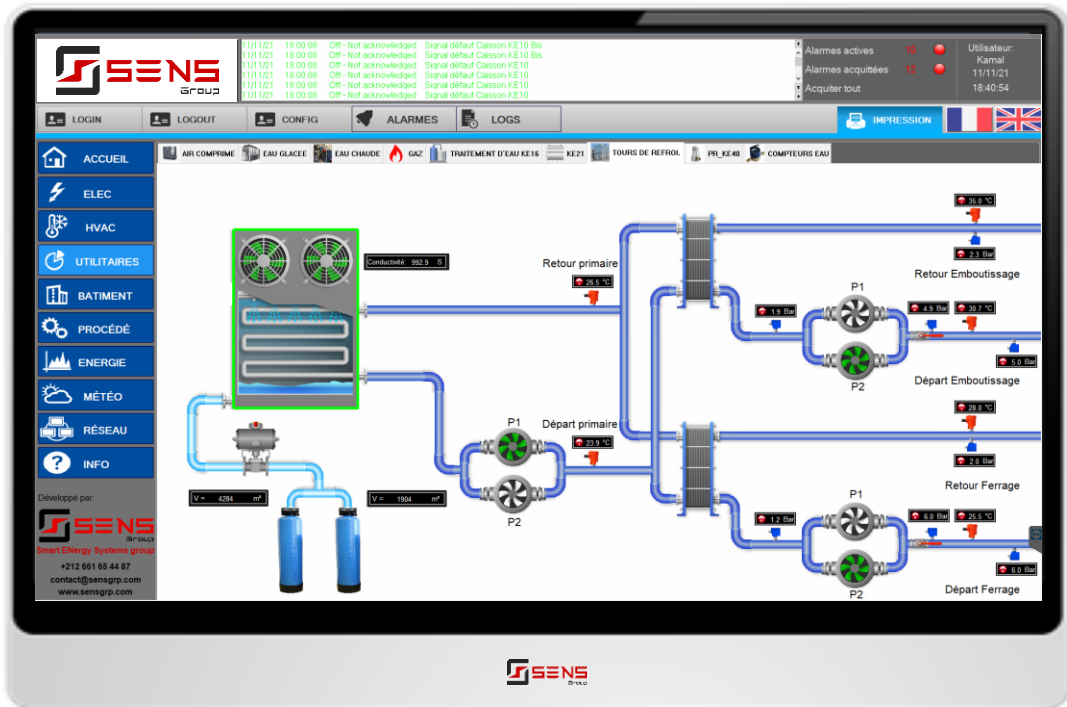 SENS
Group
11/11/21 18:00:08 Off - Not acknowledged Signal défaut Caisson KE10 Bis
11/11/21 18:00:08 Off - Not acknowledged Signal défaut Caisson KE10 Bis
11/11/21 18:00:08 Off - Not acknowledged Signal défaut Caisson KE10
11/11/21 18:00:08 Off - Not acknowledged Signal défaut Caisson KE10
11/11/21 18:00:08 Off - Not acknowledged Signal défaut Caisson KE10
11/11/21 18:00:08 Off - Not acknowledged Signal défaut Caisson KE10
Alarmes actives 10
Alarmes acquittées 12
Acquiter tout
Utilisateur:
Kamal
11/11/21
18:40:54
LOGIN LOGOUT CONFIG ALARMES LOGS IMPRESSION
AIR COMPRIME EAU GLACEE EAU CHAUDE GAZ TRAITEMENT D'EAU KE16 KE21 TOURS DE REFROI. PR_KE40 COMPTEURS EAU
ACCUEIL
ELEC
HVAC
UTILITAIRES
BATIMENT
PROCÉDÉ
ENERGIE
MÉTÉO
RÉSEAU
INFO
Développé par:
SENS
Group
Smart ENergy Systems group
+212 661 65 44 87
contact@sensgrp.com
www.sensgrp.com
Conductivité: 992.9 S
Retour primaire
26.5 °C
35.0 °C
2.3 Bar
Retour Emboutissage
1.9 Bar
P1
4.9 Bar
30.7 °C
5.0 Bar
P2
Départ Emboutissage
P1
Départ primaire
23.9 °C
P2
28.0 °C
2.0 Bar
Retour Ferrage
V = 4284 m³
V = 1904 m³
1.2 Bar
P1
6.0 Bar
25.5 °C
6.0 Bar
P2
Départ Ferrage
SENS
Group